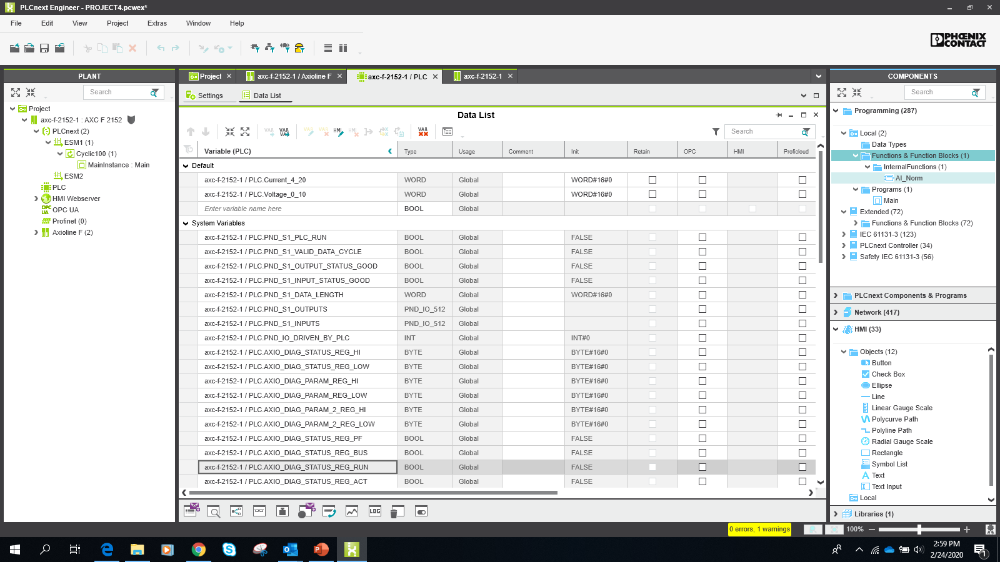 PLCnext Engineer - PROJECT4.pcwex*
File Edit View Project Extras Window Help
PHŒNIX
CONTACT
PLANT
Search
Project
axc-f-2152-1 : AXC F 2152
PLCnext (2)
ESM1 (1)
Cyclic100 (1)
MainInstance : Main
ESM2
PLC
HMI Webserver
OPC UA OPC UA
Profinet (0)
Axioline F (2)
Project axc-f-2152-1 / Axioline F axc-f-2152-1 / PLC axc-f-2152-1
Settings Data List
Data List
VAR VAR VAR VAR HMI HMI VAR Search
Variable (PLC) Type Usage Comment Init Retain OPC HMI Proficloud
Default
axc-f-2152-1 / PLC.Current_4_20 WORD Global WORD#16#0
axc-f-2152-1 / PLC.Voltage_0_10 WORD Global WORD#16#0
Enter variable name here BOOL Global
System Variables
axc-f-2152-1 / PLC.PND_S1_PLC_RUN BOOL Global FALSE
axc-f-2152-1 / PLC.PND_S1_VALID_DATA_CYCLE BOOL Global FALSE
axc-f-2152-1 / PLC.PND_S1_OUTPUT_STATUS_GOOD BOOL Global FALSE
axc-f-2152-1 / PLC.PND_S1_INPUT_STATUS_GOOD BOOL Global FALSE
axc-f-2152-1 / PLC.PND_S1_DATA_LENGTH WORD Global WORD#16#0
axc-f-2152-1 / PLC.PND_S1_OUTPUTS PND_IO_512 Global
axc-f-2152-1 / PLC.PND_S1_INPUTS PND_IO_512 Global
axc-f-2152-1 / PLC.PND_IO_DRIVEN_BY_PLC INT Global INT#0
axc-f-2152-1 / PLC.AXIO_DIAG_STATUS_REG_HI BYTE Global BYTE#16#0
axc-f-2152-1 / PLC.AXIO_DIAG_STATUS_REG_LOW BYTE Global BYTE#16#0
axc-f-2152-1 / PLC.AXIO_DIAG_PARAM_REG_HI BYTE Global BYTE#16#0
axc-f-2152-1 / PLC.AXIO_DIAG_PARAM_REG_LOW BYTE Global BYTE#16#0
axc-f-2152-1 / PLC.AXIO_DIAG_PARAM_2_REG_HI BYTE Global BYTE#16#0
axc-f-2152-1 / PLC.AXIO_DIAG_PARAM_2_REG_LOW BYTE Global BYTE#16#0
axc-f-2152-1 / PLC.AXIO_DIAG_STATUS_REG_PF BOOL Global FALSE
axc-f-2152-1 / PLC.AXIO_DIAG_STATUS_REG_BUS BOOL Global FALSE
axc-f-2152-1 / PLC.AXIO_DIAG_STATUS_REG_RUN BOOL Global FALSE
axc-f-2152-1 / PLC.AXIO_DIAG_STATUS_REG_ACT BOOL Global FALSE
LOG
COMPONENTS
Search
Programming (287)
Local (2)
Data Types
Functions & Function Blocks (1)
InternalFunctions (1)
AI_Norm
Programs (1)
Main
Extended (72)
Functions & Function Blocks (72)
IEC 61131-3 (123)
PLCnext Controller (34)
Safety IEC 61131-3 (56)
PLCnext Components & Programs
Network (417)
HMI (33)
Objects (12)
Button
Check Box
Ellipse
Line
Linear Gauge Scale
Polycurve Path
Polyline Path
Radial Gauge Scale
Rectangle
Symbol List
Text
Text Input
Local
Libraries (1)
0 errors, 1 warnings 100%
2:59 PM
2/24/2020
1